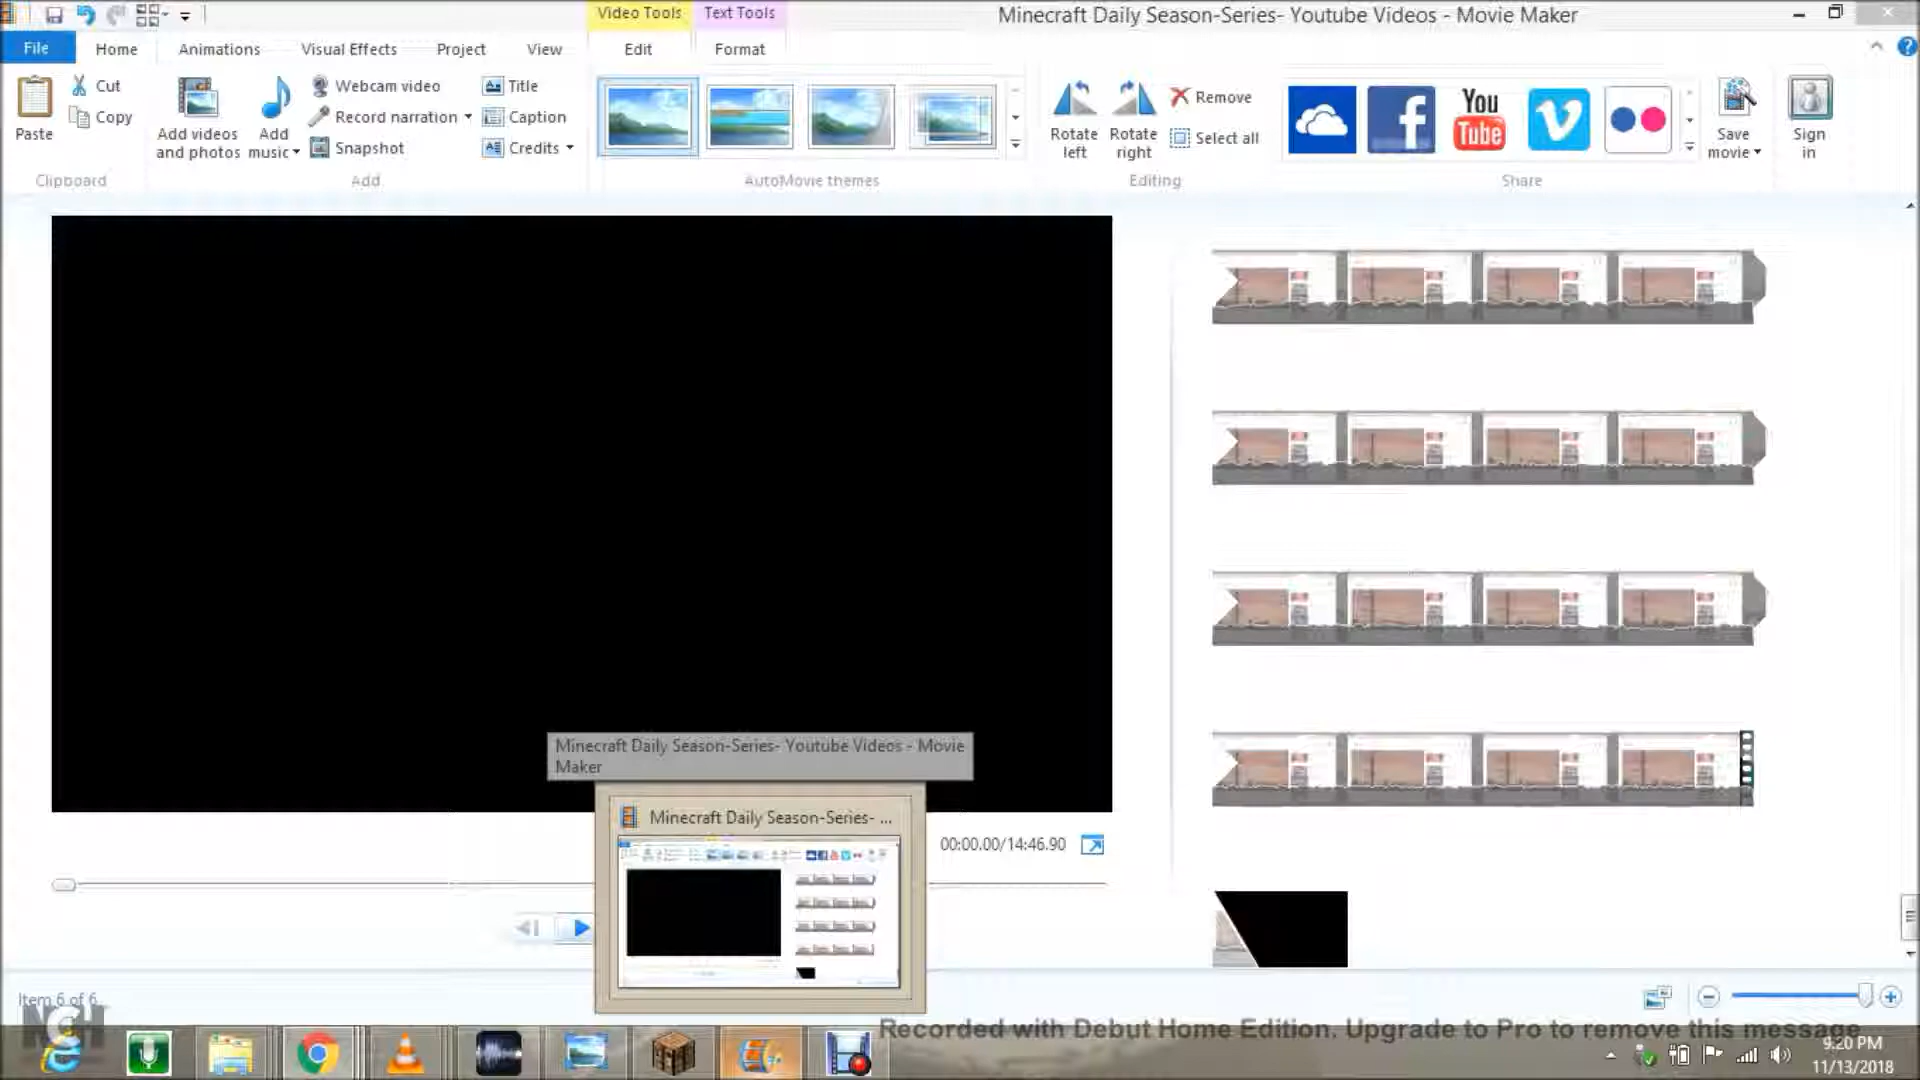 Video Tools
Text Tools
Minecraft Daily Season-Series- Youtube Videos - Movie Maker
File
Home
Animations
Visual Effects
Project
View
Edit
Format
Paste
Cut
Copy
Clipboard
Add videos
and photos
Add
music
Webcam video
Record narration
Snapshot
Title
Caption
Credits
Add
AutoMovie themes
Rotate
left
Rotate
right
Remove
Select all
Editing
f
You
Tube
v
Share
Save
movie
Sign
in
Minecraft Daily Season-Series- Youtube Videos - Movie
Maker
Minecraft Daily Season-Series- ...
00:00.00/14:46.90
Item 6 of 6
NCH
Recorded with Debut Home Edition. Upgrade to Pro to remove this message
9:20 PM
11/13/2018